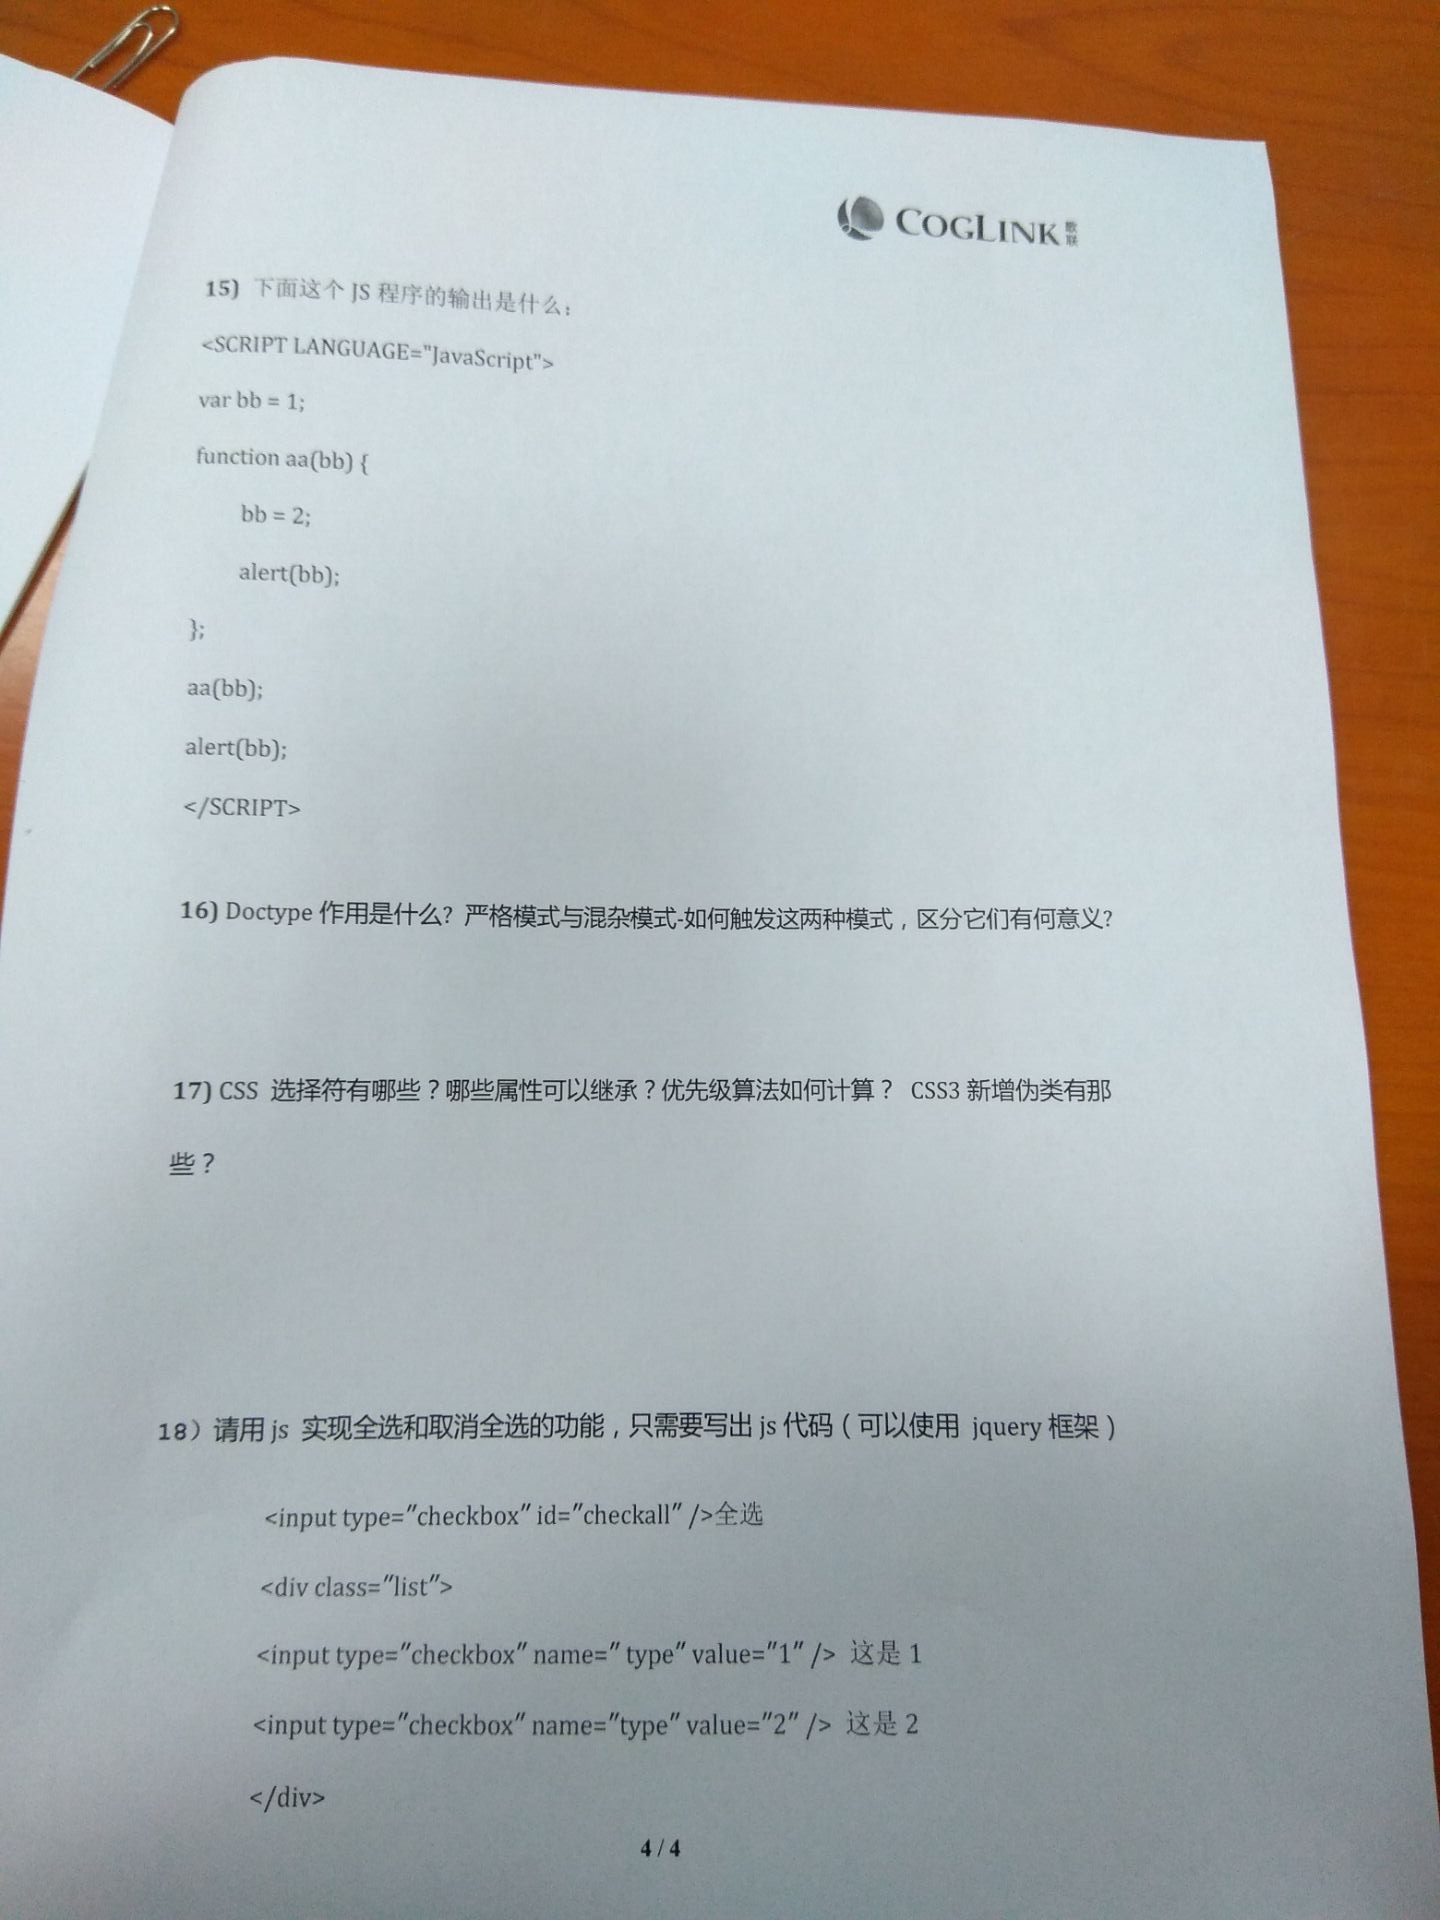 COGLINK 歌联
15) 下面这个 JS 程序的输出是什么:
<SCRIPT LANGUAGE="JavaScript">
var bb = 1;
function aa(bb) {
bb = 2;
alert(bb);
};
aa(bb);
alert(bb);
</SCRIPT>
16) Doctype 作用是什么? 严格模式与混杂模式-如何触发这两种模式，区分它们有何意义?
17) CSS 选择符有哪些？哪些属性可以继承？优先级算法如何计算？ CSS3 新增伪类有那
些？
18）请用 js 实现全选和取消全选的功能，只需要写出 js 代码（可以使用 jquery 框架）
<input type="checkbox" id="checkall" />全选
<div class="list">
<input type="checkbox" name=" type" value="1" /> 这是 1
<input type="checkbox" name="type" value="2" /> 这是 2
</div>
4 / 4